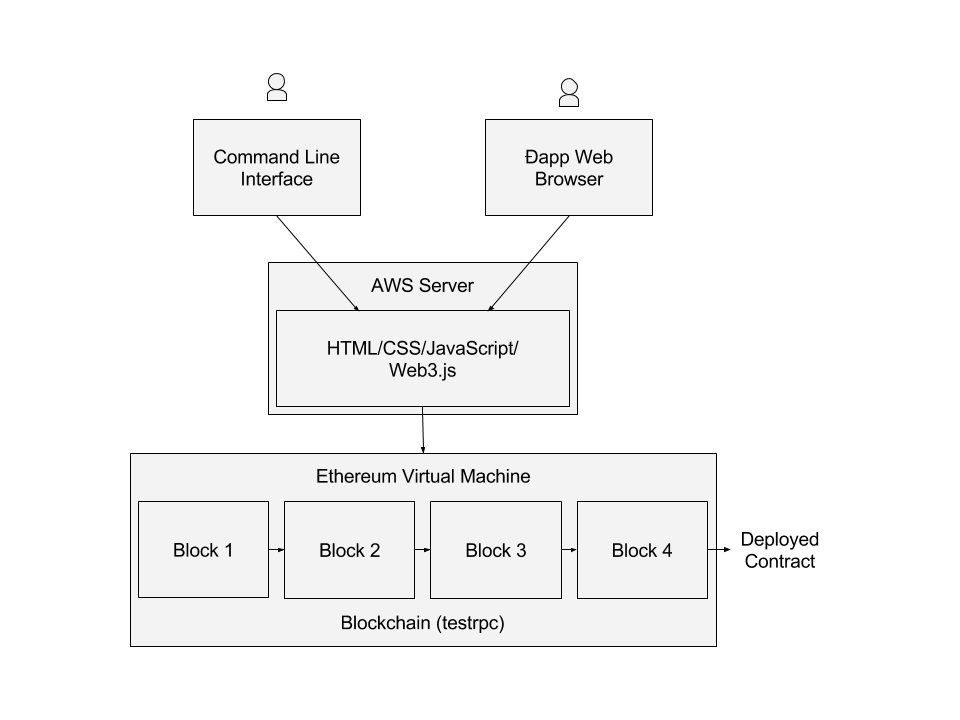 Command Line
Interface
Đapp Web
Browser
AWS Server
HTML/CSS/JavaScript/
Web3.js
Ethereum Virtual Machine
Block 1
Block 2
Block 3
Block 4
Deployed
Contract
Blockchain (testrpc)